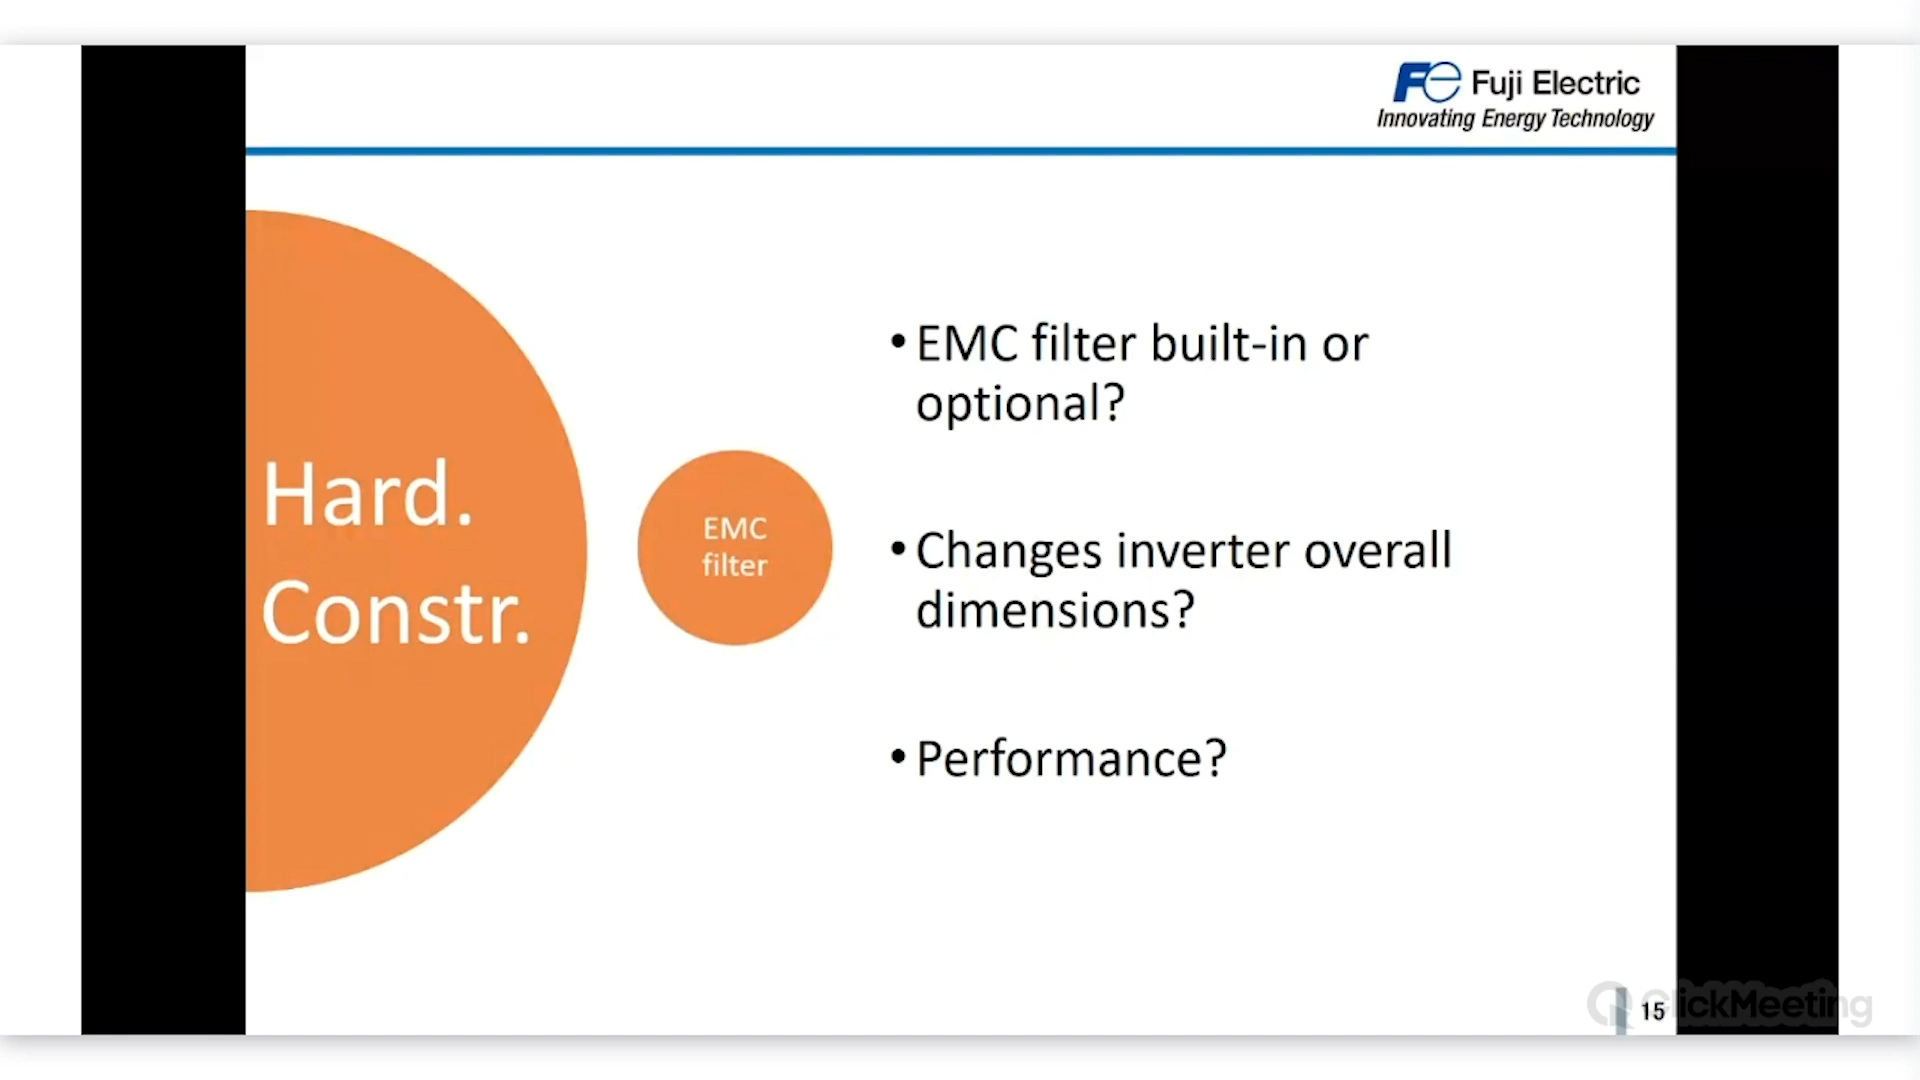 Fuji Electric
Innovating Energy Technology
Hard.
Constr.
EMC
filter
• EMC filter built-in or
optional?
• Changes inverter overall
dimensions?
• Performance?
15
ClickMeeting